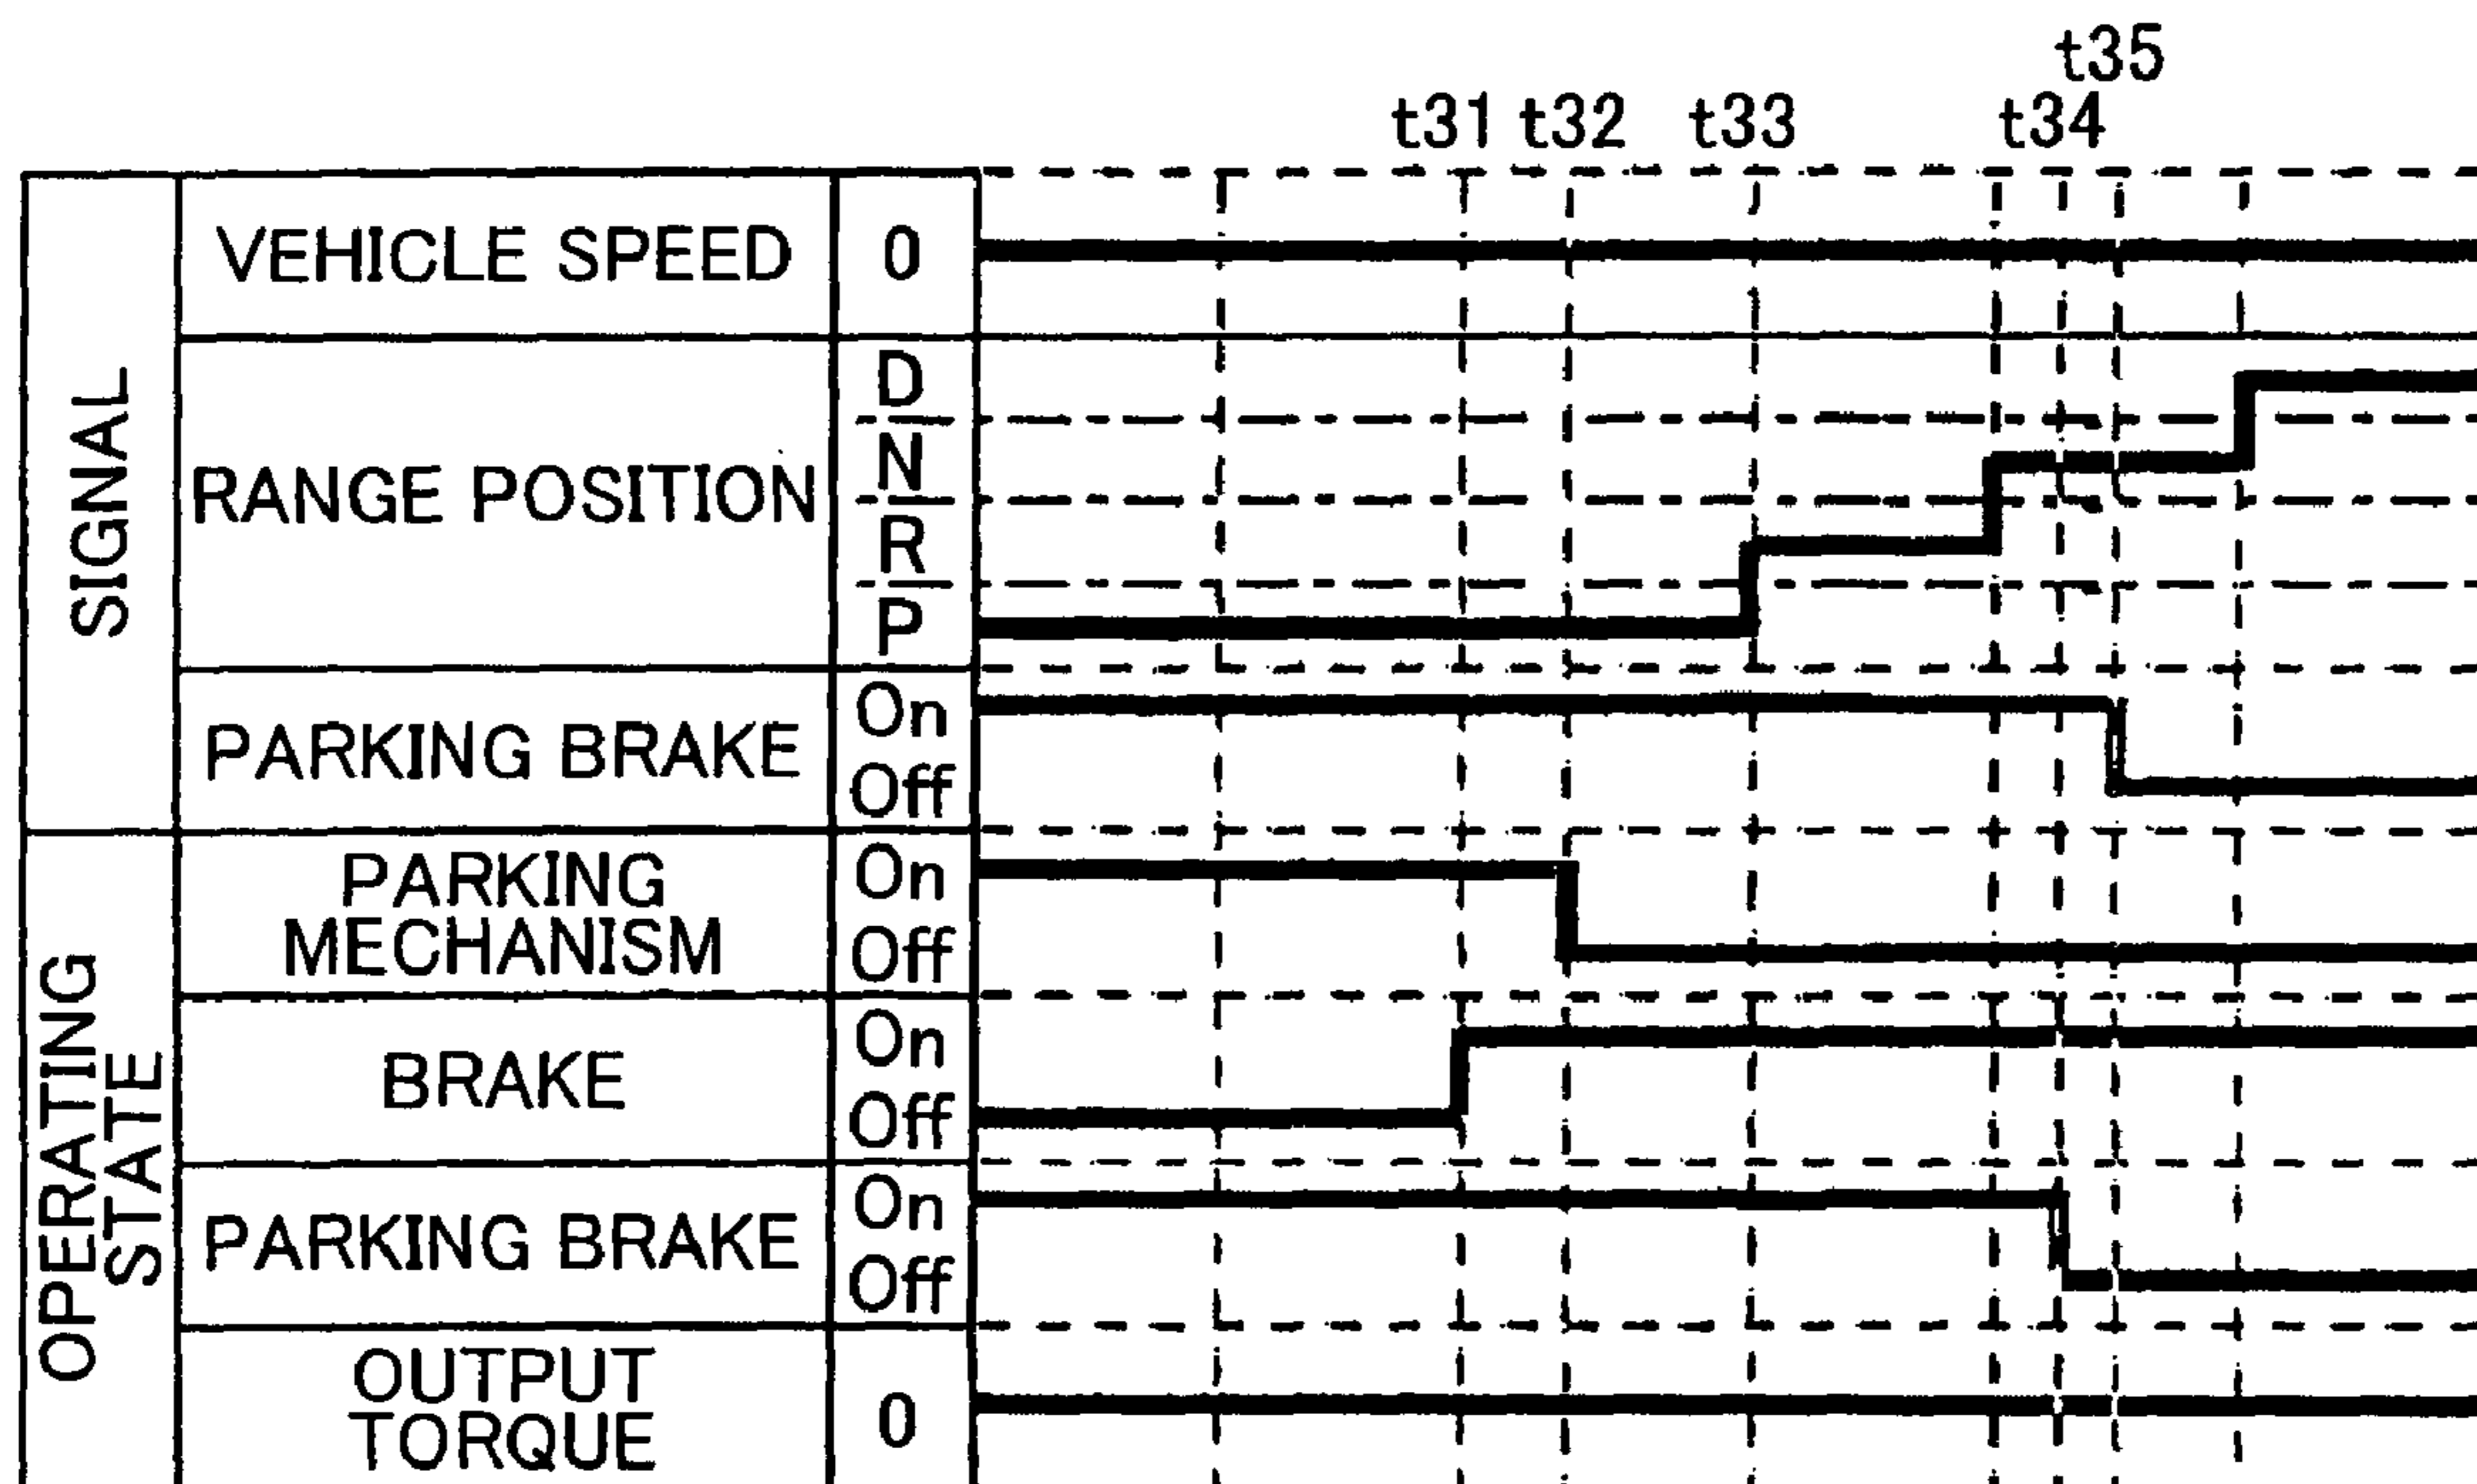 t35
t31 t32 t33 t34
SIGNAL
VEHICLE SPEED 0
RANGE POSITION
D
N
R
P
PARKING BRAKE
On
Off
OPERATING
STATE
PARKING
MECHANISM
On
Off
BRAKE
On
Off
PARKING BRAKE
On
Off
OUTPUT
TORQUE
0